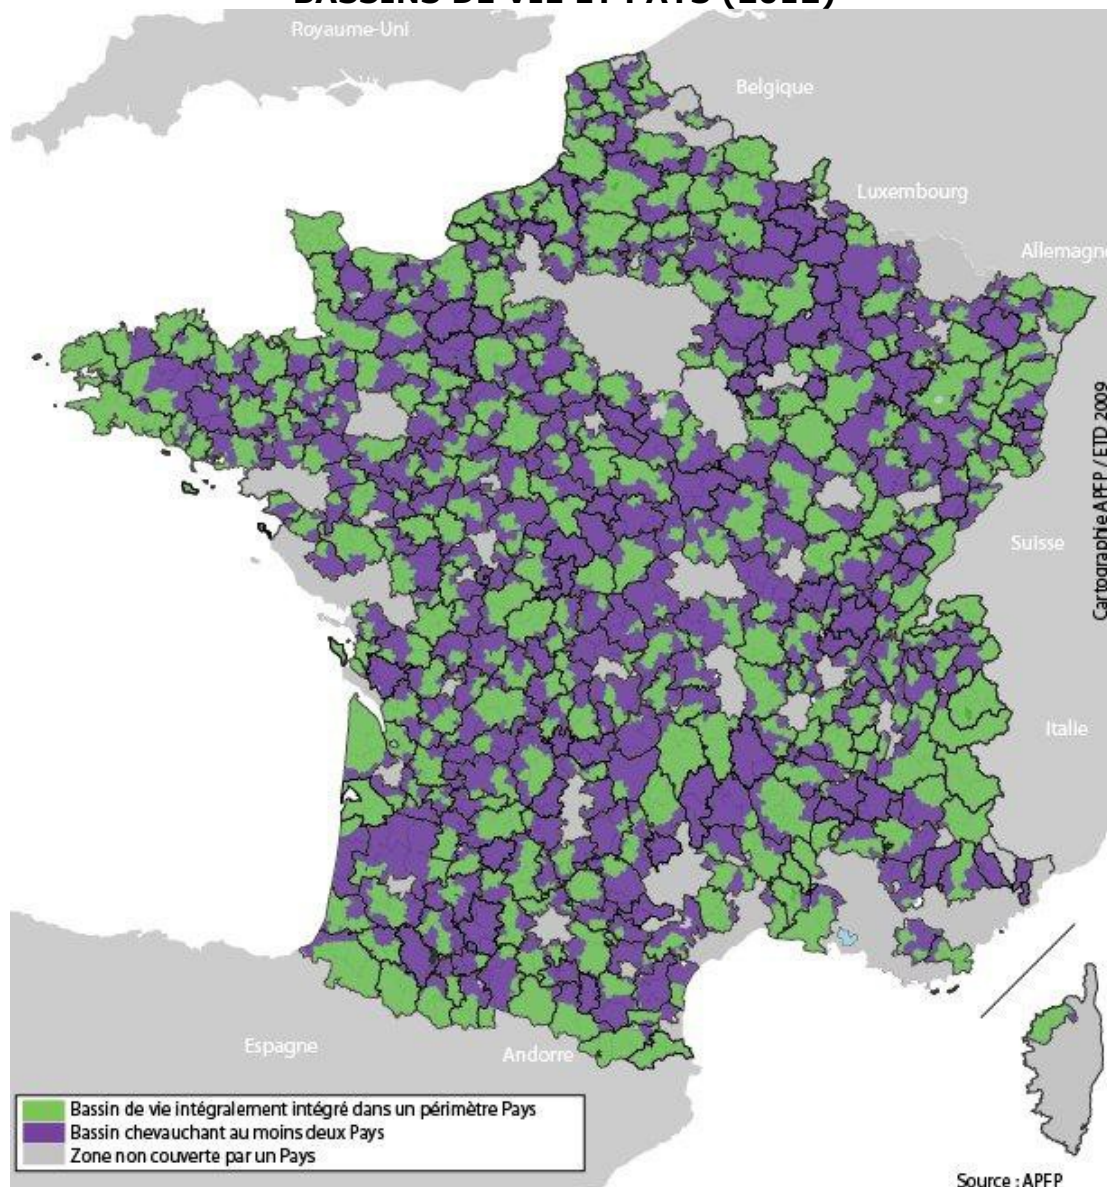 BASSINS DE VIE ET PAYS (2012)
Royaume-Uni
Belgique
Luxembourg
Allemagne
Cartographie APFP / ETD 2009
Suisse
Italie
Espagne
Andorre
Bassin de vie intégralement intégré dans un périmètre Pays
Bassin chevauchant au moins deux Pays
Zone non couverte par un Pays
Source : APFP